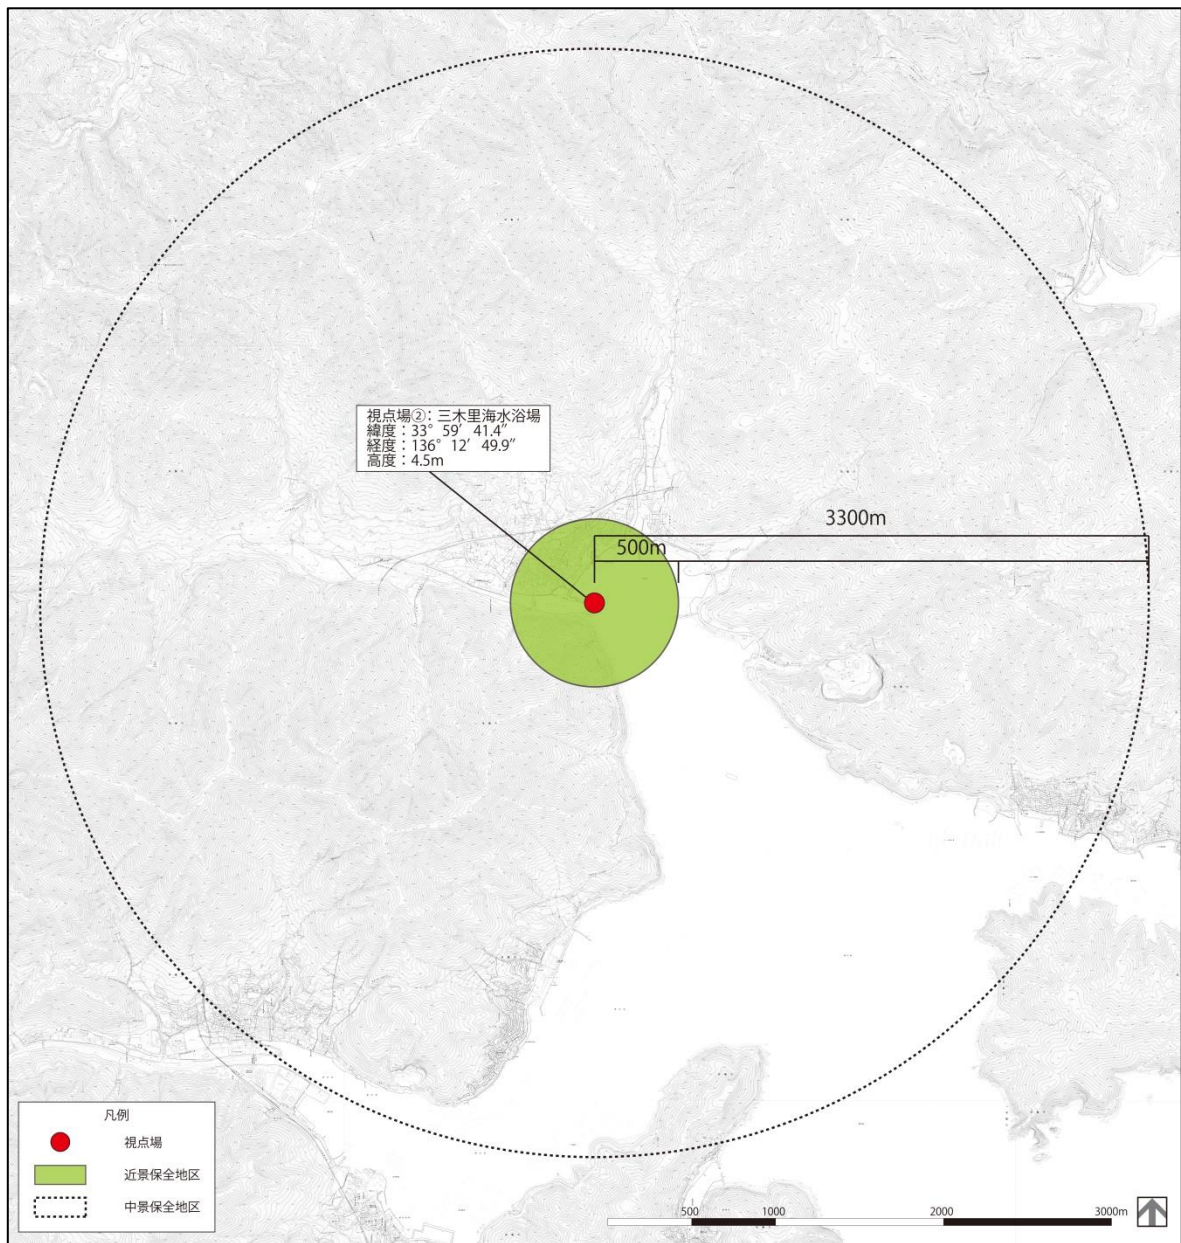 視点場②：三木里海水浴場
緯度：33° 59′ 41.4″
経度：136° 12′ 49.9″
高度：4.5m
3300m
500m
凡例
視点場
近景保全地区
中景保全地区
500 1000 2000 3000m